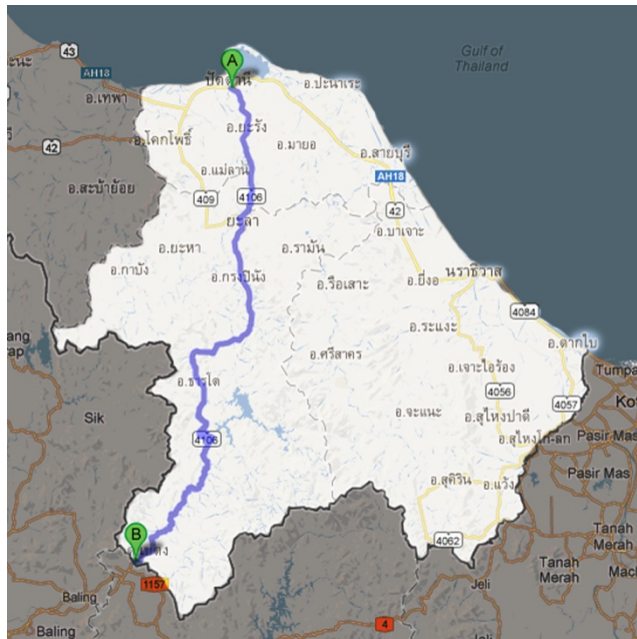 43
AH18
Gulf of
Thailand
A
ปัตตานี
อ.ปะนาเระ
อ.เทพา
อ.ยะรัง
อ.โคกโพธิ์
อ.มายอ
42
อ.สายบุรี
อ.แม่ลาน
AH18
อ.สะบ้าย้อย
409
4106
42
ยะลา
อ.บาเจาะ
อ.ยะหา
อ.รามัน
อ.กาบัง
อ.กรงปินัง
อ.รือเสาะ
อ.ยี่งอ
นราธิวาส
4084
อ.ระแงะ
อ.ตากใบ
อ.ศรีสาคร
อ.เจาะไอร้อง
อ.ธารโต
4056
4057
Sik
อ.จะแนะ
อ.สุไหงปาดี
4106
อ.สุไหงโก-ลก
Pasir Mas
Pasir Mas
อ.สุคิริน
อ.แว้ง
B
4062
Tanah
Merah
Tanah
Merah
1157
Jeli
Baling
Baling
4
Jeli